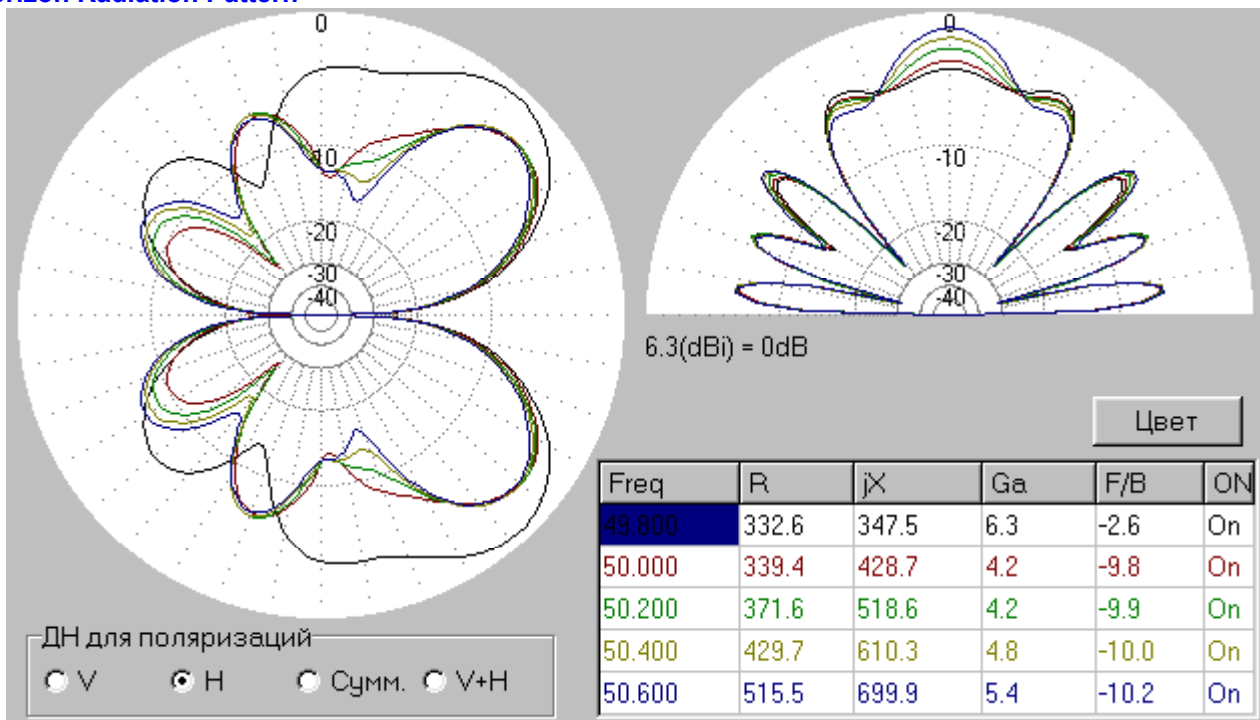 0
-10
-20
-30
-40
0
-10
-20
-30
-40
6.3(dBi) = 0dB
Цвет
Freq R jX Ga F/B ON
49.800 332.6 347.5 6.3 -2.6 On
50.000 339.4 428.7 4.2 -9.8 On
50.200 371.6 518.6 4.2 -9.9 On
50.400 429.7 610.3 4.8 -10.0 On
50.600 515.5 699.9 5.4 -10.2 On
ДН для поляризаций
V H Сумм. V+H